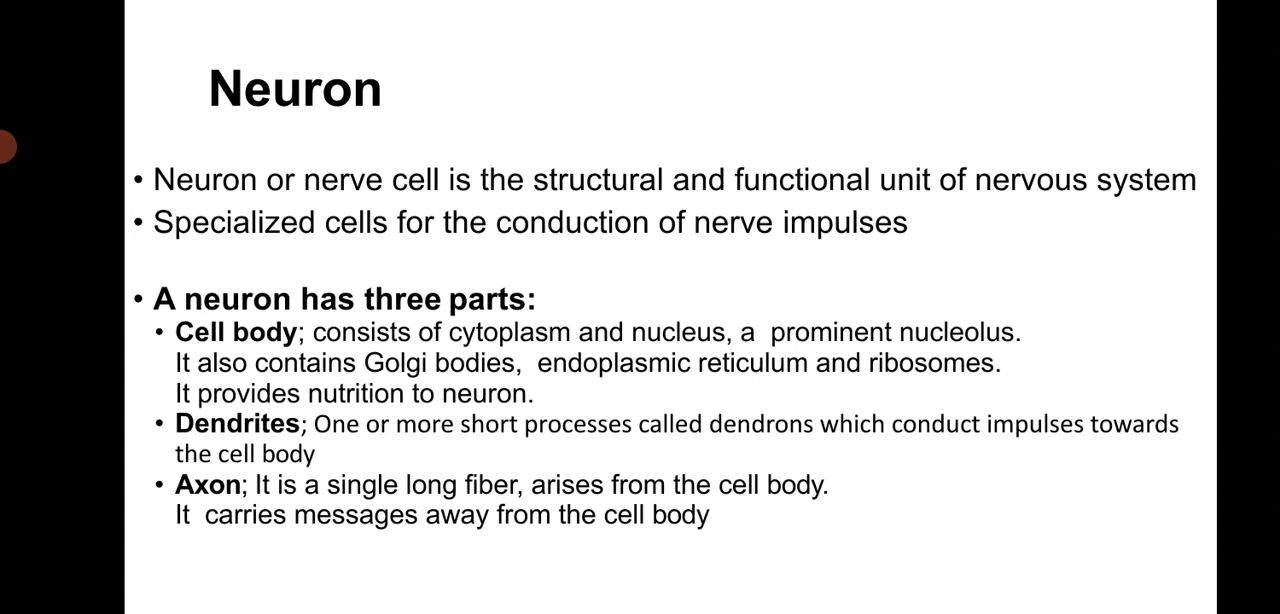 Neuron
• Neuron or nerve cell is the structural and functional unit of nervous system
• Specialized cells for the conduction of nerve impulses
• A neuron has three parts:
• Cell body; consists of cytoplasm and nucleus, a  prominent nucleolus.
It also contains Golgi bodies,  endoplasmic reticulum and ribosomes.
It provides nutrition to neuron.
• Dendrites; One or more short processes called dendrons which conduct impulses towards
the cell body
• Axon; It is a single long fiber, arises from the cell body.
It  carries messages away from the cell body